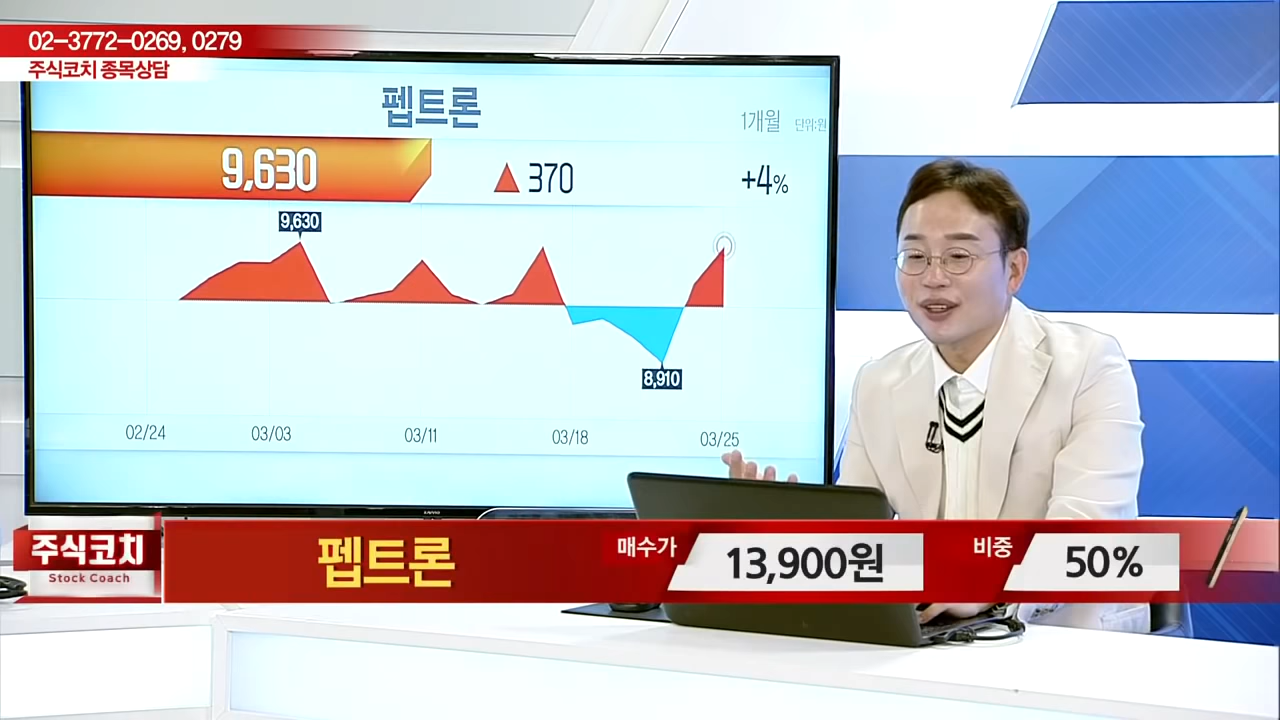 02-3772-0269, 0279
주식코치 종목상담
펩트론
1개월 단위:원
9,630 ▲370 +4%
9,630
8,910
02/24 03/03 03/11 03/18 03/25
주식코치
Stock Coach
펩트론 매수가 13,900원 비중 50%